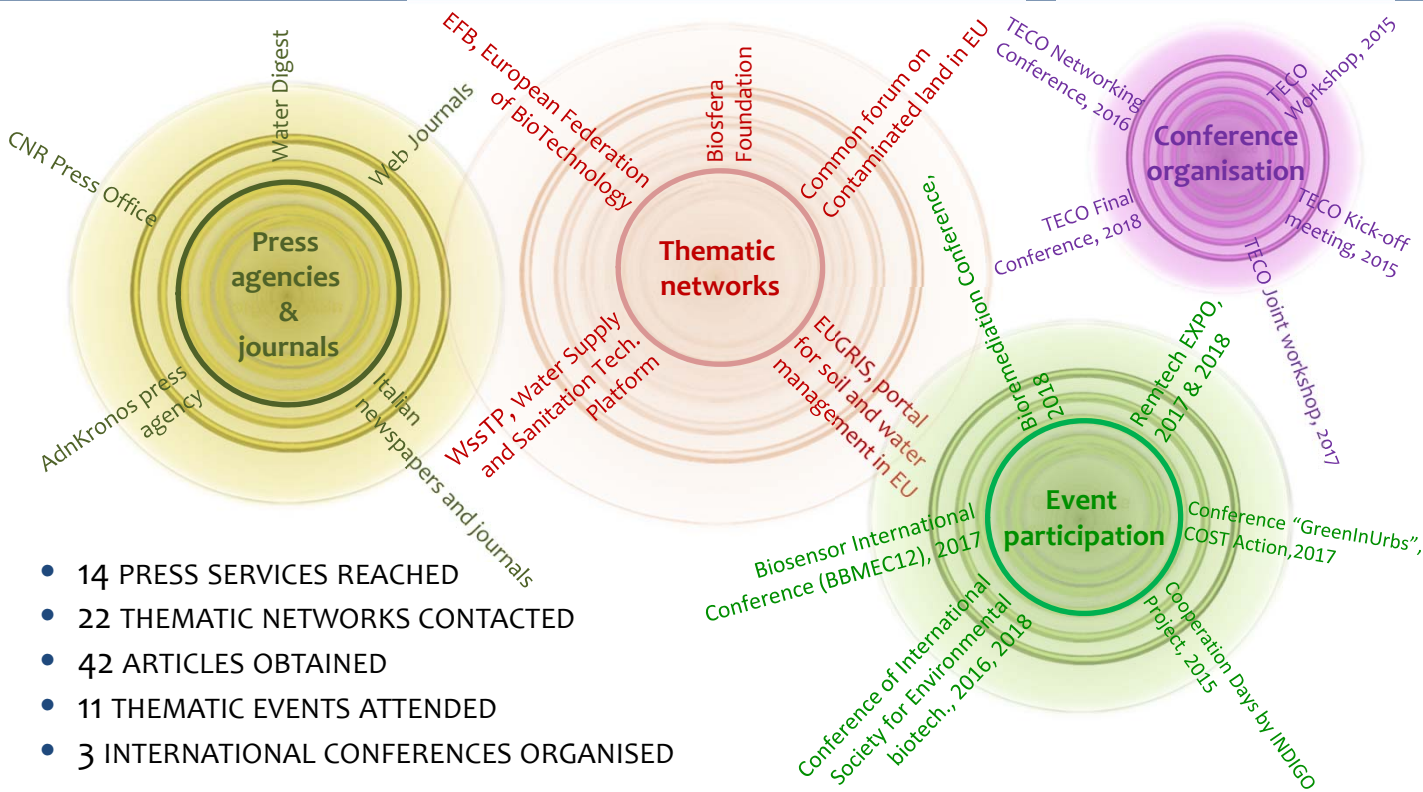 Water Digest
CNR Press Office
Web Journals
Press
agencies
&
journals
AdnKronos press
agency
Italian
newspapers and journals
EFB, European Federation
of BioTechnology
Biosfera
Foundation
Common forum on
Contaminated land in EU
Thematic
networks
WssTP, Water Supply
and Sanitation Tech.
Platform
EUGRIS, portal
for soil and water
management in EU
TECO Networking
Conference, 2016
TECO
Workshop, 2015
Conference
organisation
TECO Final
Conference, 2018
TECO Kick-off
meeting, 2015
TECO Joint workshop, 2017
Bioremediation Conference,
2018
Remtech EXPO,
2017 & 2018
Event
participation
Biosensor International
Conference (BBMEC12), 2017
Conference “GreenInUrbs”,
COST Action,2017
Conference of International
Society for Environmental
biotech., 2016, 2018
Cooperation Days by INDIGO
Project, 2015
• 14 PRESS SERVICES REACHED
• 22 THEMATIC NETWORKS CONTACTED
• 42 ARTICLES OBTAINED
• 11 THEMATIC EVENTS ATTENDED
• 3 INTERNATIONAL CONFERENCES ORGANISED